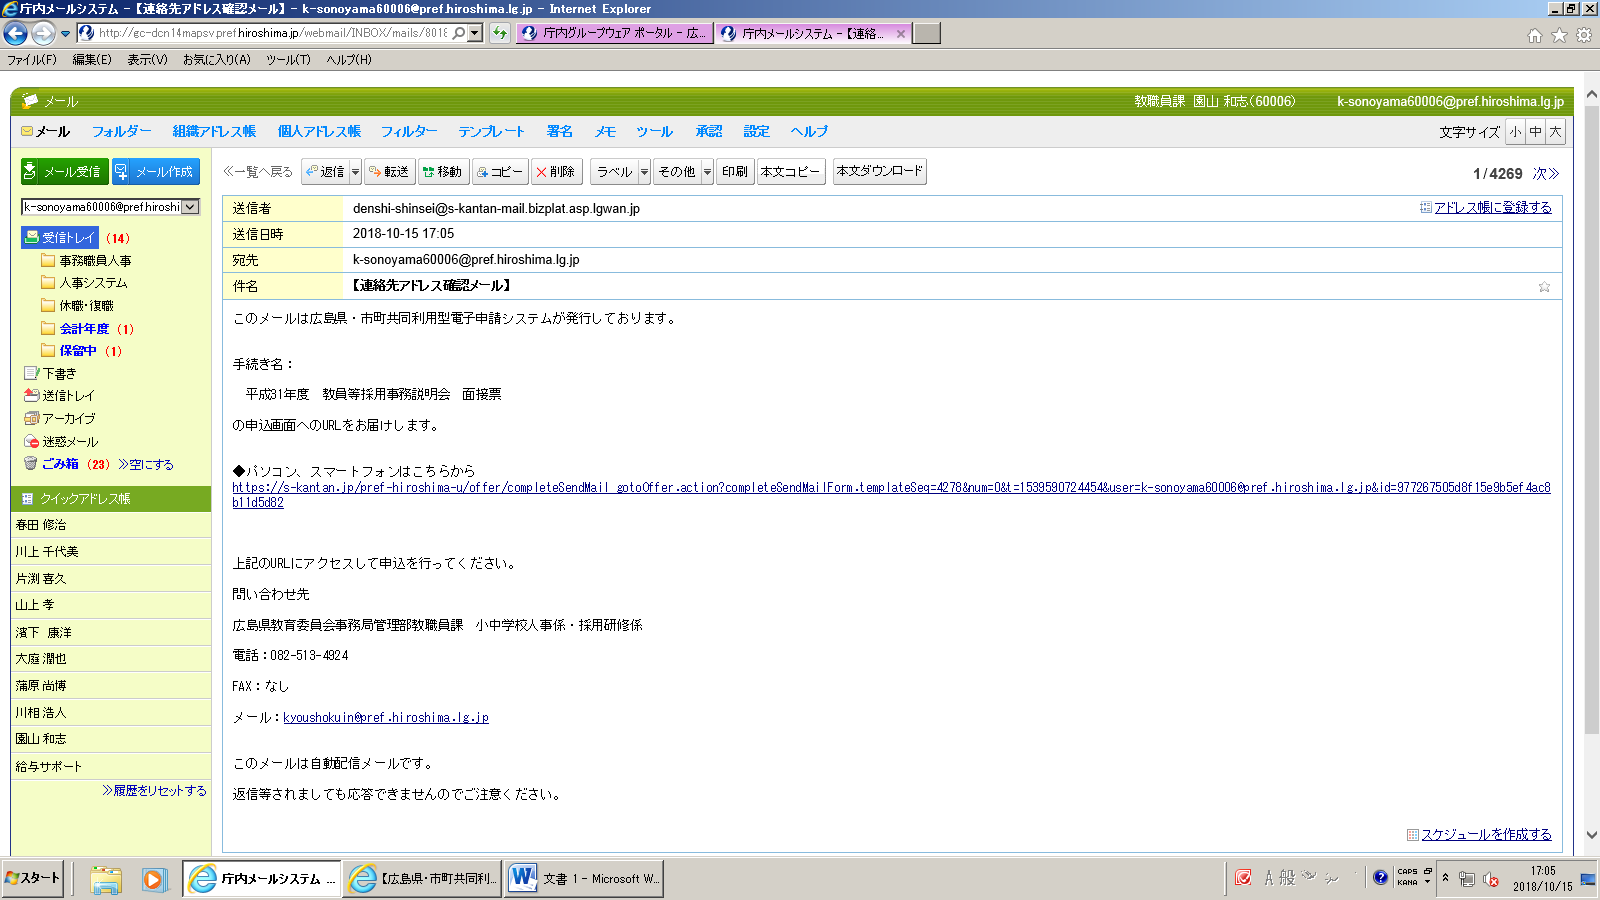 庁内メールシステム - 【連絡先アドレス確認メール】 - k-sonoyama60006@pref.hiroshima.lg.jp - Internet Explorer
http://gc-dcn14mapsv.pref.hiroshima.jp/webmail/INBOX/mails/8018
庁内グループウェア ポータル - 広...
庁内メールシステム - 【連絡...
ファイル(F) 編集(E) 表示(V) お気に入り(A) ツール(T) ヘルプ(H)
メール
教職員課 園山 和志(60006) k-sonoyama60006@pref.hiroshima.lg.jp
メール フォルダー 組織アドレス帳 個人アドレス帳 フィルター テンプレート 署名 メモ ツール 承認 設定 ヘルプ
文字サイズ 小 中 大
メール受信 メール作成
≪一覧へ戻る 返信 転送 移動 コピー 削除 ラベル その他 印刷 本文コピー 本文ダウンロード
1/4269 次≫
k-sonoyama60006@pref.hiroshi
受信トレイ (14)
事務職員人事
人事システム
休職・復職
会計年度 (1)
保留中 (1)
下書き
送信トレイ
アーカイブ
迷惑メール
ごみ箱 (23) ≫空にする
クイックアドレス帳
春田 修治
川上 千代美
片渕 喜久
山上 孝
濱下 康洋
大庭 潤也
蒲原 尚博
川相 浩人
園山 和志
給与サポート
≫履歴をリセットする
送信者 denshi-shinsei@s-kantan-mail.bizplat.asp.lgwan.jp
アドレス帳に登録する
送信日時 2018-10-15 17:05
宛先 k-sonoyama60006@pref.hiroshima.lg.jp
件名 【連絡先アドレス確認メール】
このメールは広島県・市町共同利用型電子申請システムが発行しております。
手続き名：
平成31年度 教員等採用事務説明会 面接票
の申込画面へのURLをお届けします。
◆パソコン、スマートフォンはこちらから
https://s-kantan.jp/pref-hiroshima-u/offer/completeSendMail_gotoOffer.action?completeSendMailForm.templateSeq=4278&num=0&t=1539590724454&user=k-sonoyama60006@pref.hiroshima.lg.jp&id=977267505d8f15e9b5ef4ac8
b11d5d82
上記のURLにアクセスして申込を行ってください。
問い合わせ先
広島県教育委員会事務局管理部教職員課 小中学校人事係・採用研修係
電話：082-513-4924
FAX：なし
メール：kyoushokuin@pref.hiroshima.lg.jp
このメールは自動配信メールです。
返信等されましても応答できませんのでご注意ください。
スケジュールを作成する
スタート
庁内メールシステム ...
【広島県・市町共同利...
文書 1 - Microsoft W...
A 般
CAPS
KANA
17:05
2018/10/15